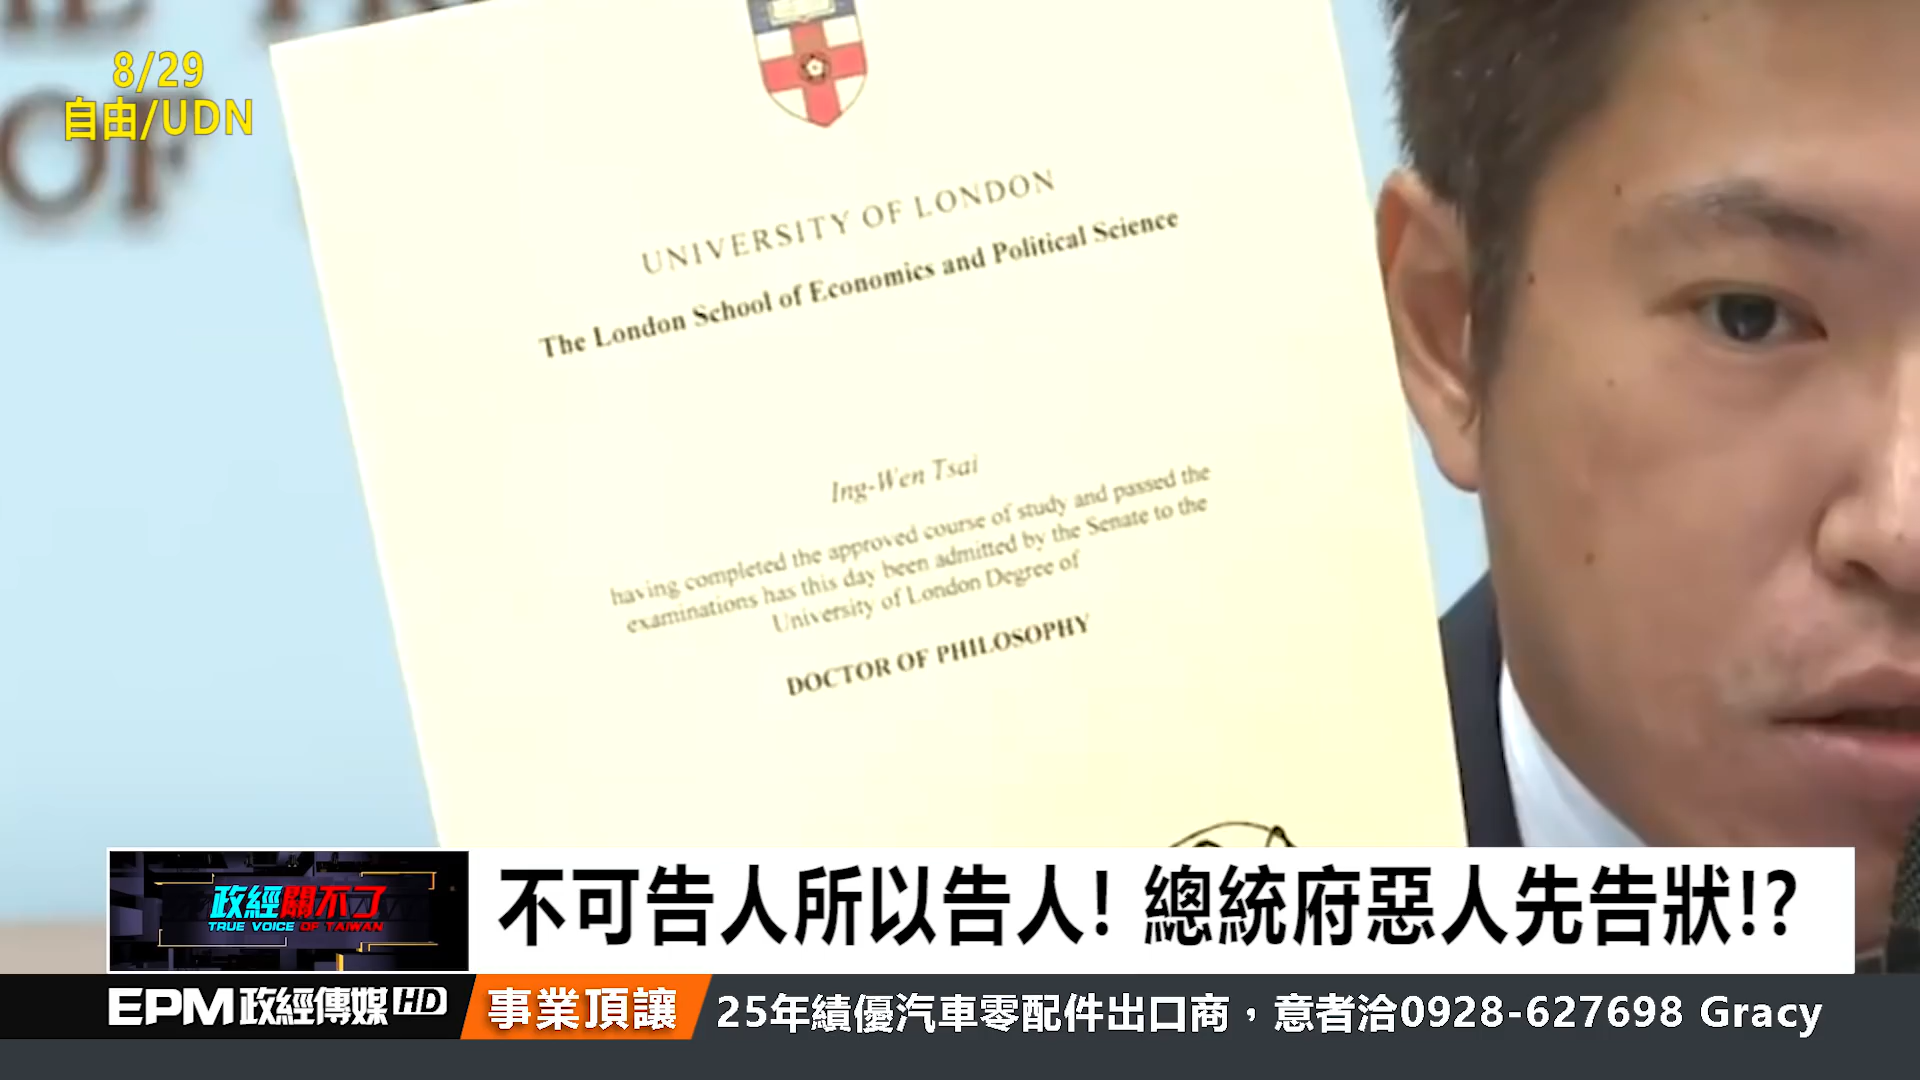 8/29
自由/UDN
OF
UNIVERSITY OF LONDON
The London School of Economics and Political Science
Ing-Wen Tsai
having completed the approved course of study and passed the
examinations has this day been admitted by the Senate to the
University of London Degree of
DOCTOR OF PHILOSOPHY
政經關不了
TRUE VOICE OF TAIWAN
不可告人所以告人! 總統府惡人先告狀!?
EPM政經傳媒HD
事業頂讓
25年績優汽車零配件出口商，意者洽0928-627698 Gracy